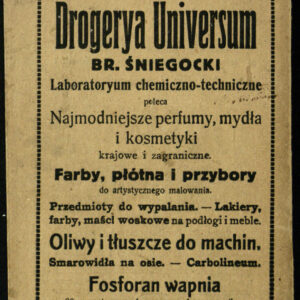 Drogerya Universum
BR. ŚNIEGOCKI
Laboratoryum chemiczno-techniczne
poleca
Najmodniejsze perfumy, mydła
i kosmetyki
krajowe i zagraniczne.
Farby, płótna i przybory
do artystycznego malowania.
Przedmioty do wypalania. — Lakiery,
farby, maści woskowe na podłogi i meble.
Oliwy i tłuszcze do machin.
Smarowidła na osie. — Carbolineum.
Fosforan wapnia